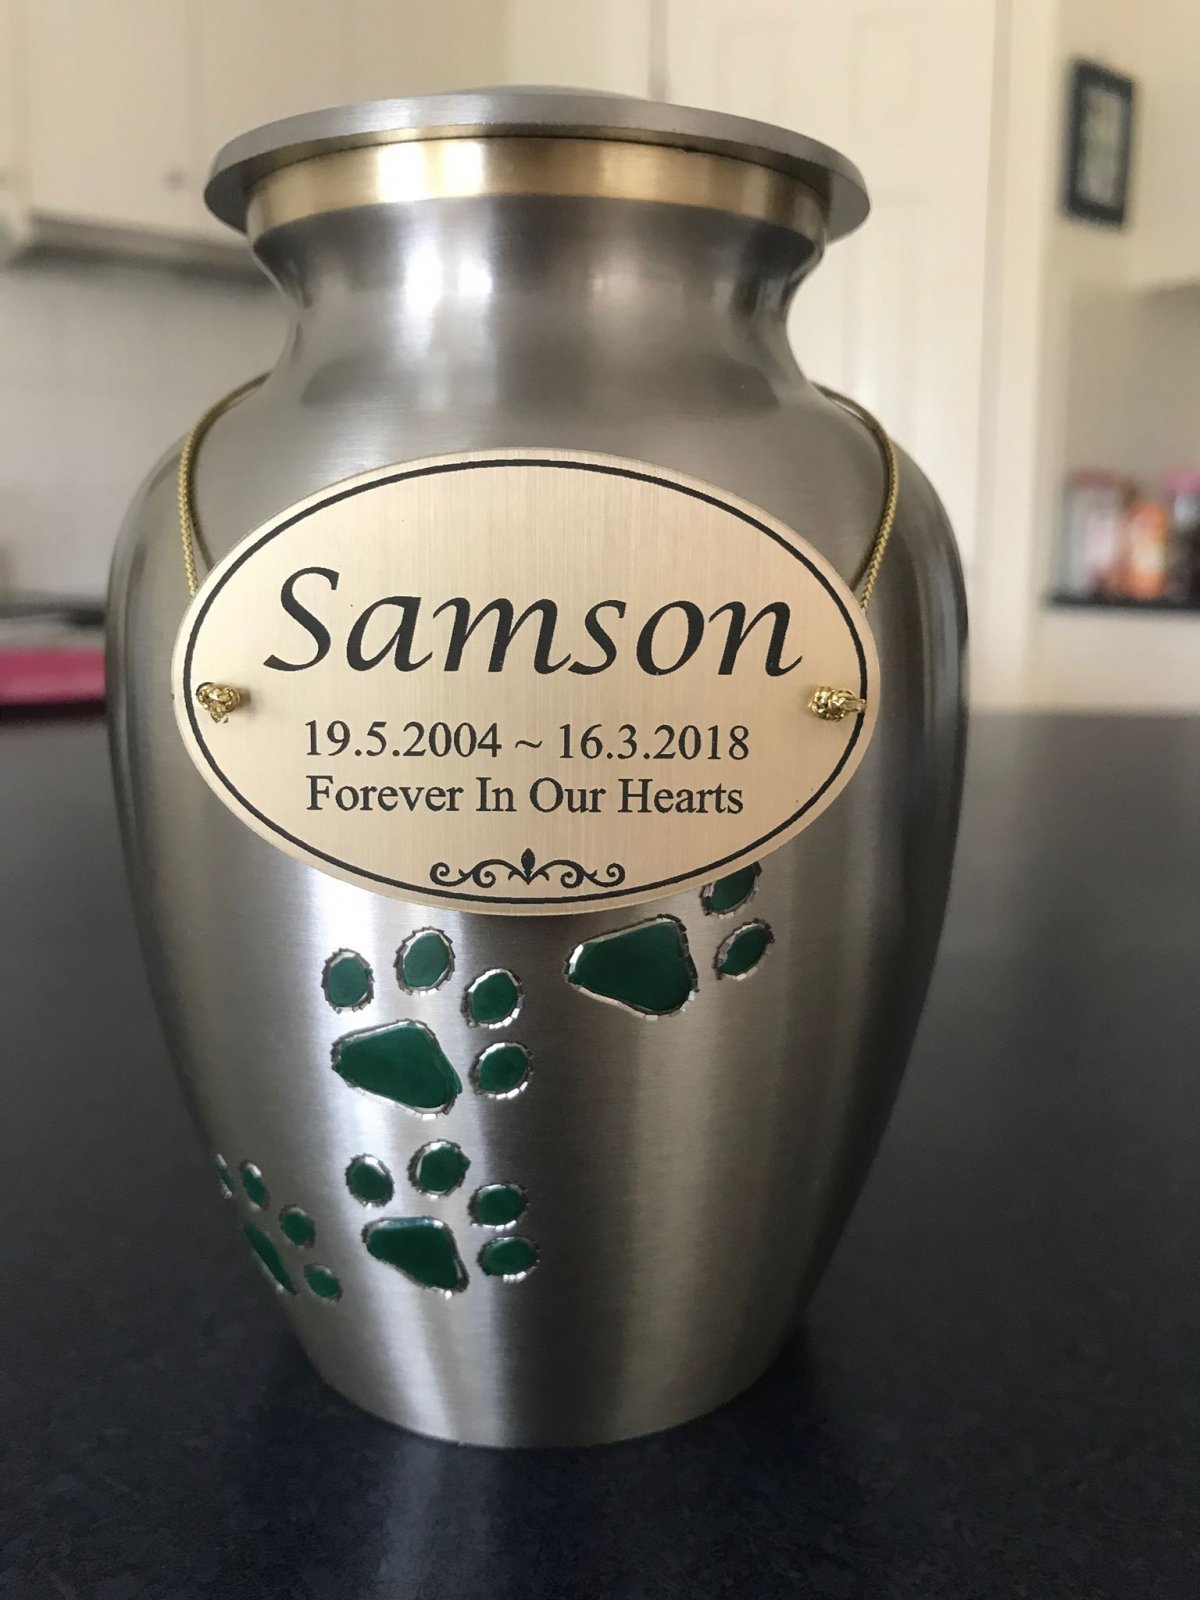 Samson
19.5.2004 ~ 16.3.2018
Forever In Our Hearts